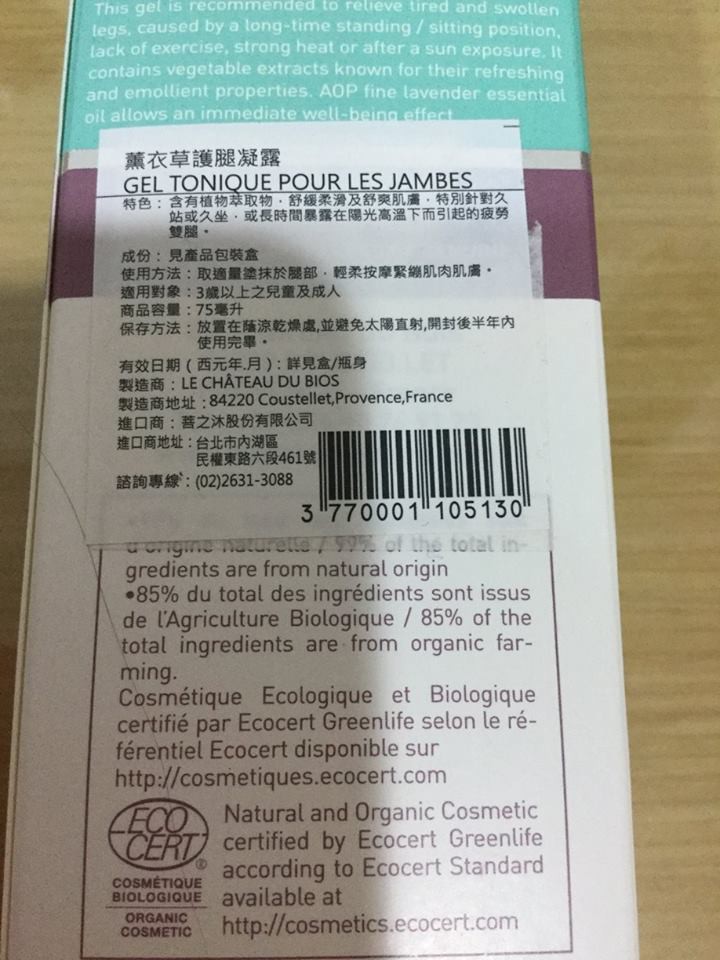 This gel is recommended to relieve tired and swollen
legs, caused by a long-time standing / sitting position,
lack of exercise, strong heat or after a sun exposure. It
contains vegetable extracts known for their refreshing
and emollient properties. AOP fine lavender essential
oil allows an immediate well-being effect
薰衣草護腿凝露
GEL TONIQUE POUR LES JAMBES
特色：含有植物萃取物，舒緩柔滑及舒爽肌膚，特別針對久
站或久坐，或長時間暴露在陽光高溫下而引起的疲勞
雙腿。
成份：見產品包裝盒
使用方法：取適量塗抹於腿部，輕柔按摩緊繃肌肉肌膚。
適用對象：3歲以上之兒童及成人
商品容量：75毫升
保存方法：放置在蔭涼乾燥處,並避免太陽直射,開封後半年內
使用完畢。
有效日期（西元年.月）：詳見盒/瓶身
製造商：LE CHÂTEAU DU BIOS
製造商地址：84220 Coustellet,Provence,France
進口商：菩之沐股份有限公司
進口商地址：台北市內湖區
民權東路六段461號
諮詢專線：(02)2631-3088
3 770001 105130
d'origine naturelle / 99% of the total in-
gredients are from natural origin
•85% du total des ingrédients sont issus
de l'Agriculture Biologique / 85% of the
total ingredients are from organic far-
ming.
Cosmétique Ecologique et Biologique
certifié par Ecocert Greenlife selon le ré-
férentiel Ecocert disponible sur
http://cosmetiques.ecocert.com
ECO
CERT
®
COSMÉTIQUE
BIOLOGIQUE
ORGANIC
COSMETIC
Natural and Organic Cosmetic
certified by Ecocert Greenlife
according to Ecocert Standard
available at
http://cosmetics.ecocert.com